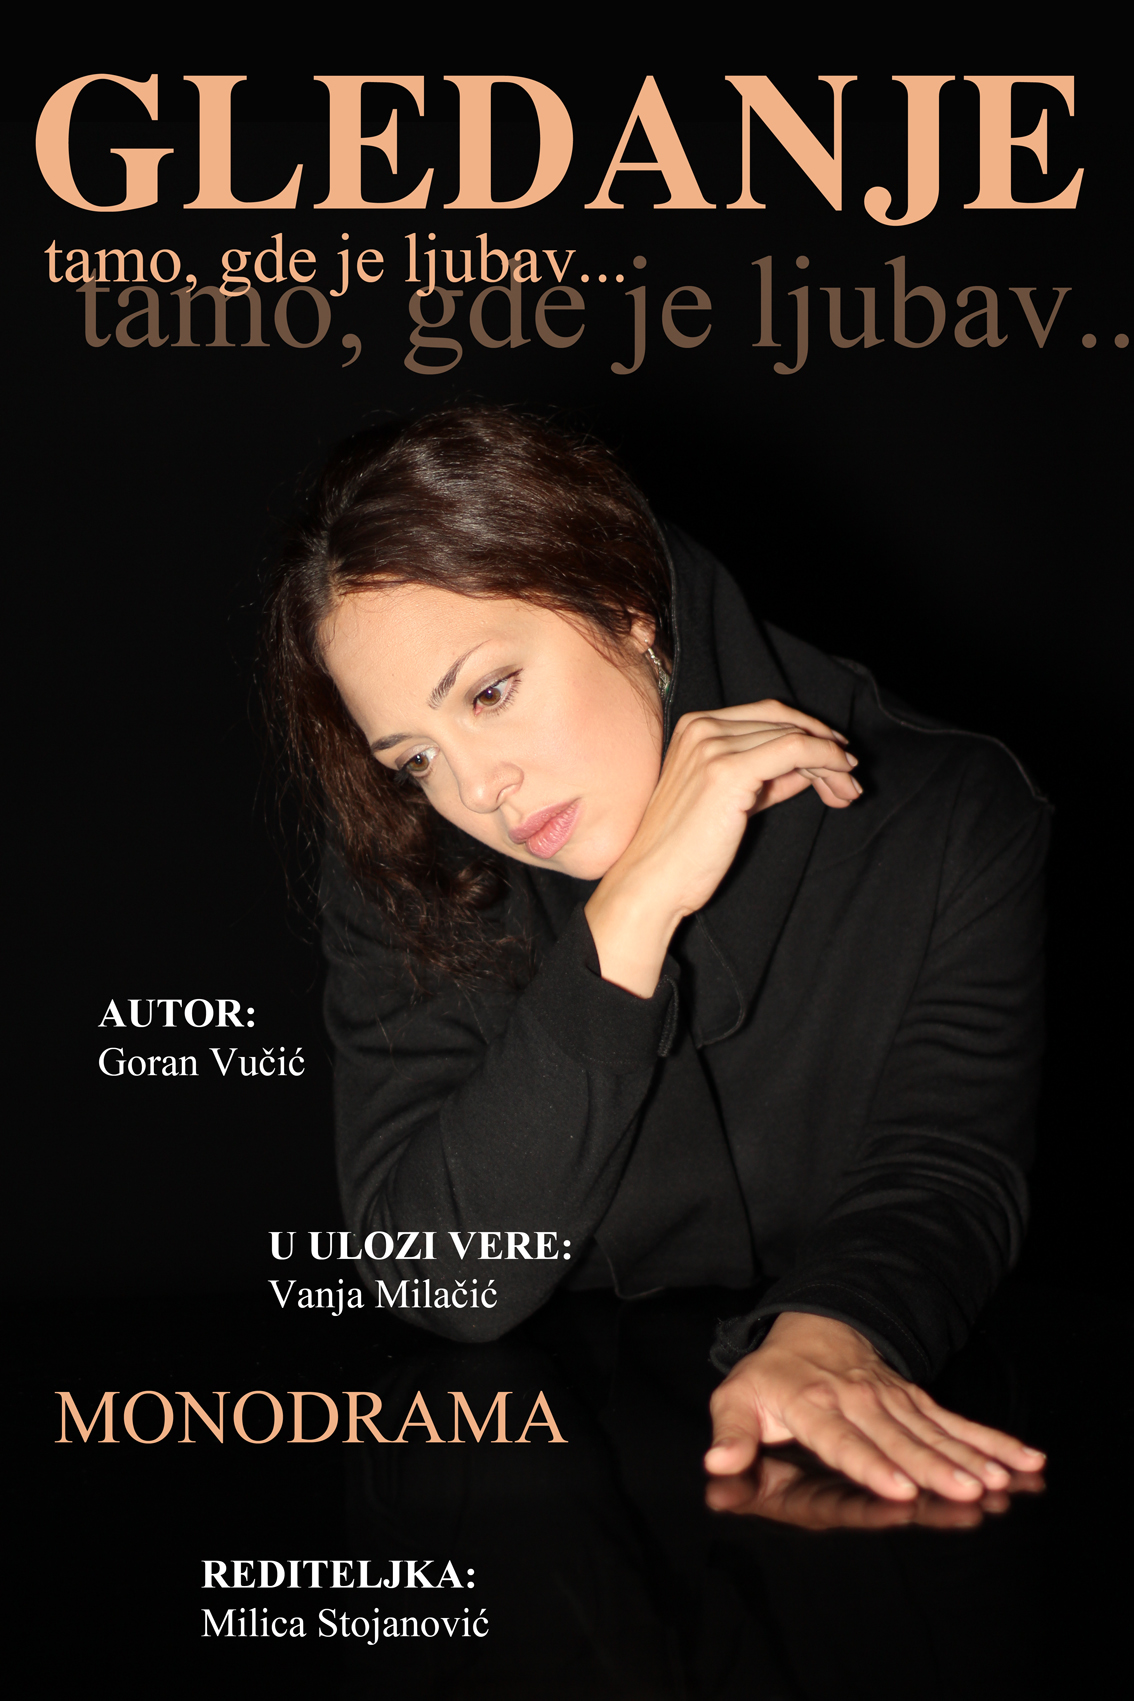 GLEDANJE
tamo, gde je ljubav...
tamo, gde je ljubav..
AUTOR:
Goran Vučić
U ULOZI VERE:
Vanja Milačić
MONODRAMA
REDITELJKA:
Milica Stojanović